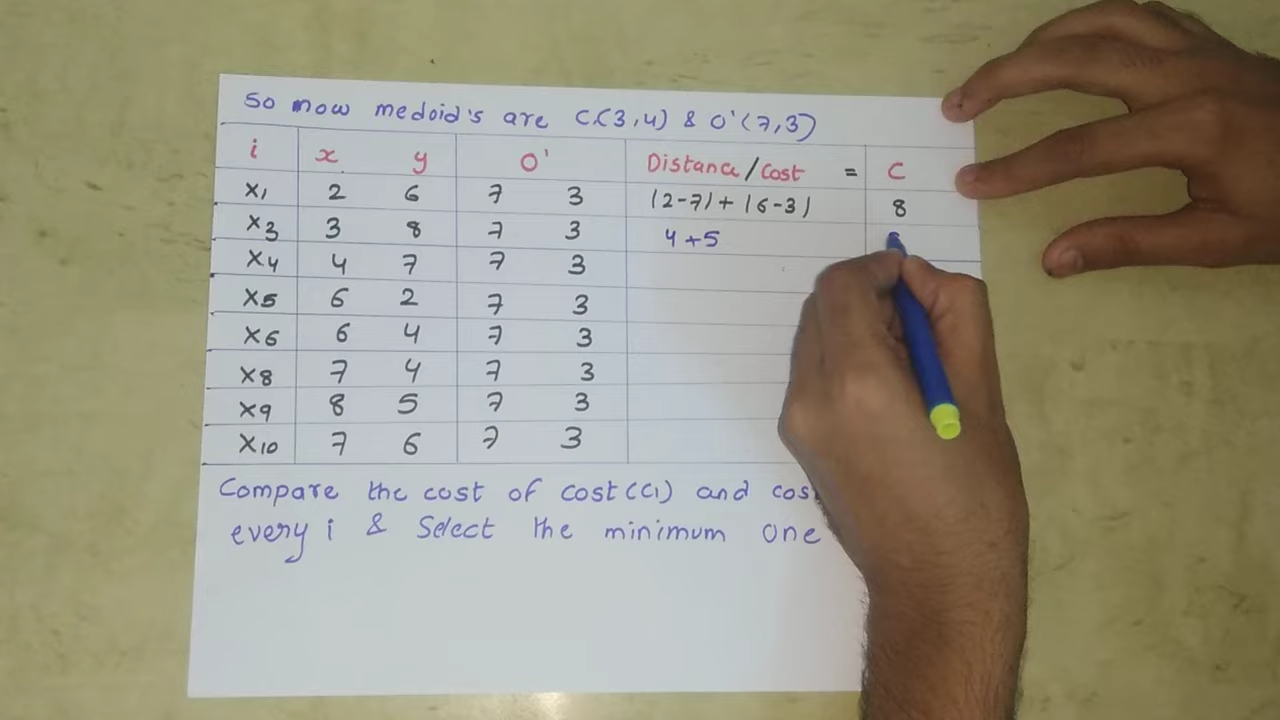 So now medoid's are C(3,4) & O'(7,3)
i x y O' Distance/Cost = C
X1 2 6 7 3 |2-7|+|6-3| 8
X3 3 8 7 3 4+5
X4 4 7 7 3
X5 6 2 7 3
X6 6 4 7 3
X8 7 4 7 3
X9 8 5 7 3
X10 7 6 7 3
Compare the cost of cost(C1) and
every i & Select the minimum one